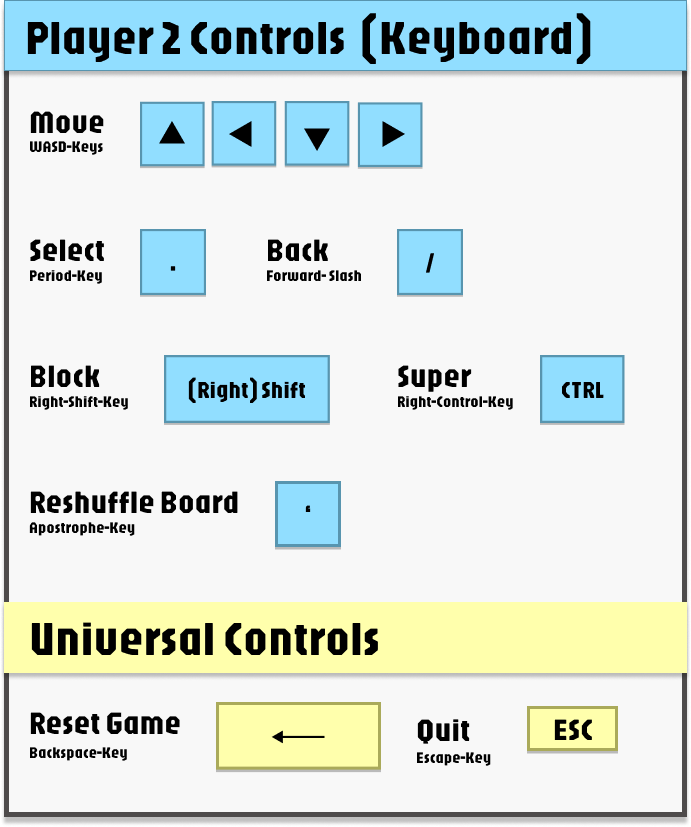 Player 2 Controls (Keyboard)
Move
WASD-Keys
▲ ◀ ▼ ▶
Select
Period-Key
.
Back
Forward-Slash
/
Block
Right-Shift-Key
(Right) Shift
Super
Right-Control-Key
CTRL
Reshuffle Board
Apostrophe-Key
‘
Universal Controls
Reset Game
Backspace-Key
←
Quit
Escape-Key
ESC